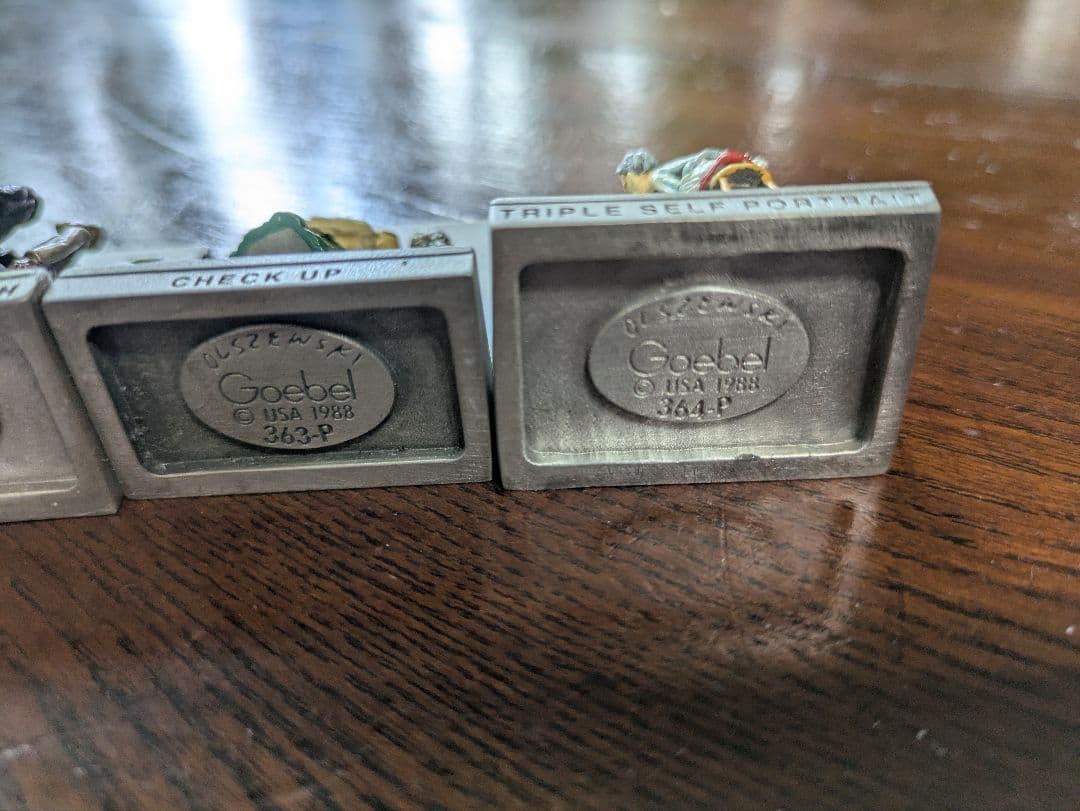 H
CHECK UP
OLSZEWSKI
Goebel
© USA 1988
363-P
TRIPLE SELF PORTRAIT
OLSZEWSKI
Goebel
© USA 1988
364-P